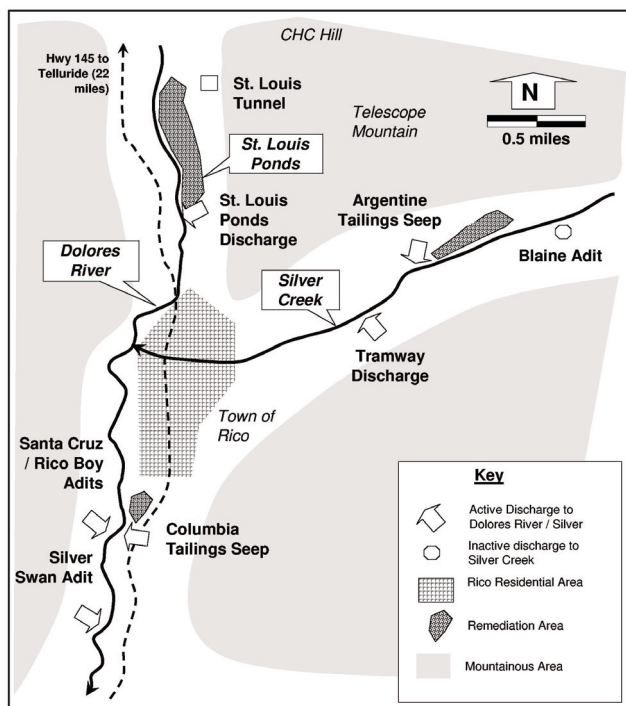 CHC Hill
Hwy 145 to
Telluride (22
miles)
St. Louis
Tunnel
Telescope
Mountain
N
0.5 miles
St. Louis
Ponds
St. Louis
Ponds
Discharge
Argentine
Tailings Seep
Blaine Adit
Dolores
River
Silver
Creek
Tramway
Discharge
Town of
Rico
Santa Cruz
/ Rico Boy
Adits
Columbia
Tailings Seep
Silver
Swan Adit
Key
Active Discharge to
Dolores River / Silver
Inactive discharge to
Silver Creek
Rico Residential Area
Remediation Area
Mountainous Area